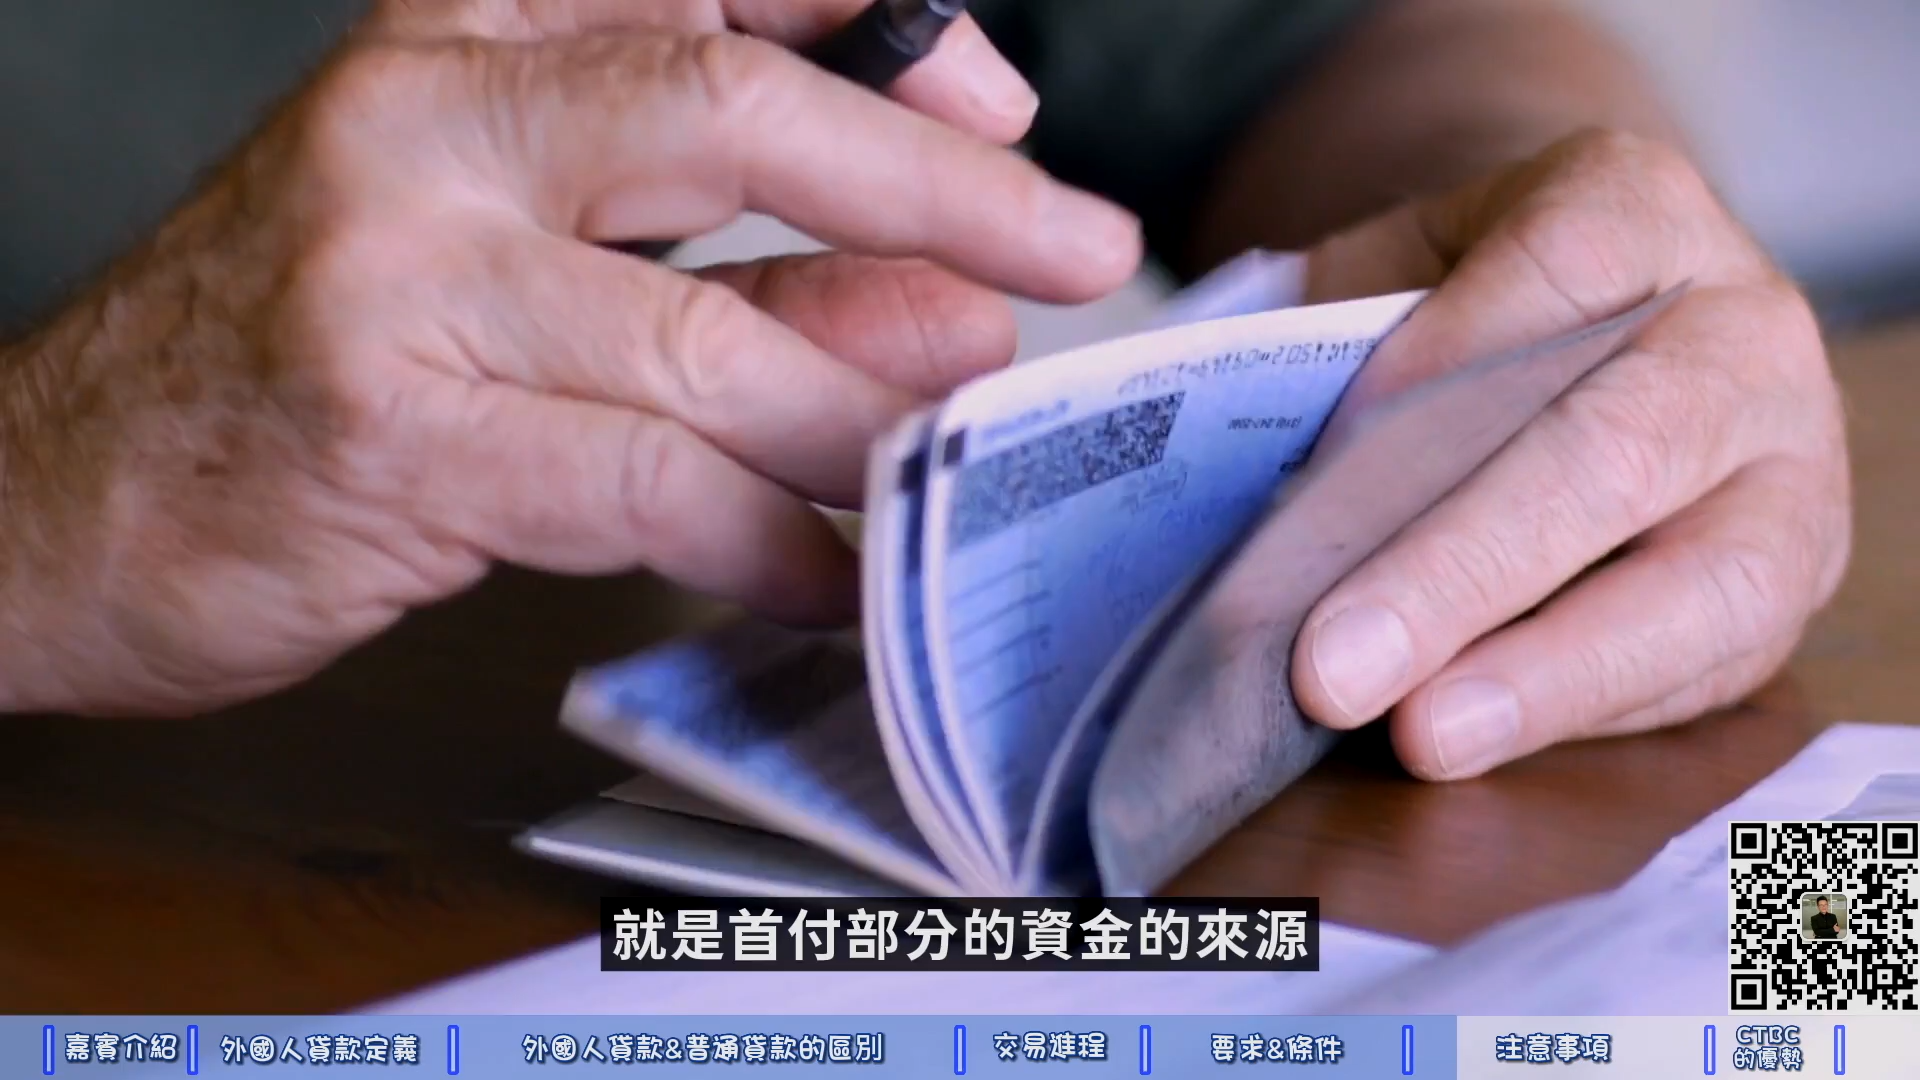 就是首付部分的資金的來源
嘉賓介紹
外國人貸款定義
外國人貸款&普通貸款的區別
交易進程
要求&條件
注意事項
CTBC
的優勢